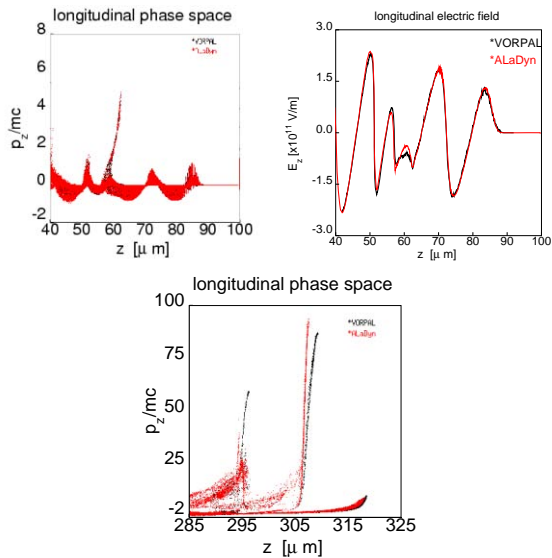 longitudinal phase space
*VORPAL
*ALaDyn
8
6
4
2
0
-2
p_z/mc
40 50 60 70 80 90 100
z [μ m]
longitudinal electric field
*VORPAL
*ALaDyn
3.0
1.5
0.0
-1.5
-3.0
E_z [x10^11 V/m]
40 50 60 70 80 90 100
z [μ m]
longitudinal phase space
*VORPAL
*ALaDyn
100
75
50
25
-2
p_z/mc
285 295 305 315 325
z [μ m]